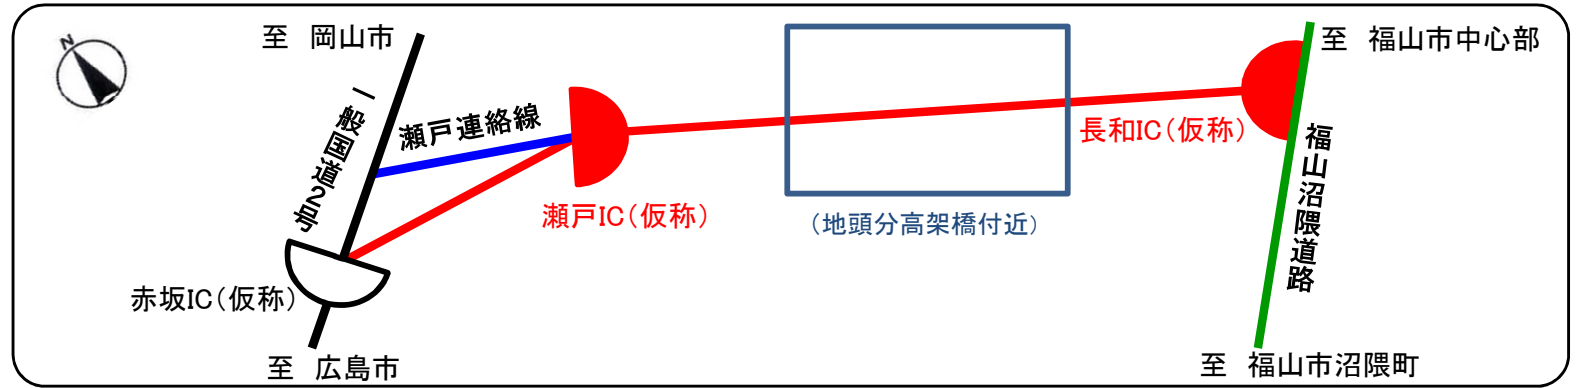 N
至 岡山市
一般国道2号
瀬戸連絡線
瀬戸IC(仮称)
赤坂IC(仮称)
至 広島市
(地頭分高架橋付近)
長和IC(仮称)
至 福山市中心部
福山沼隈道路
至 福山市沼隈町